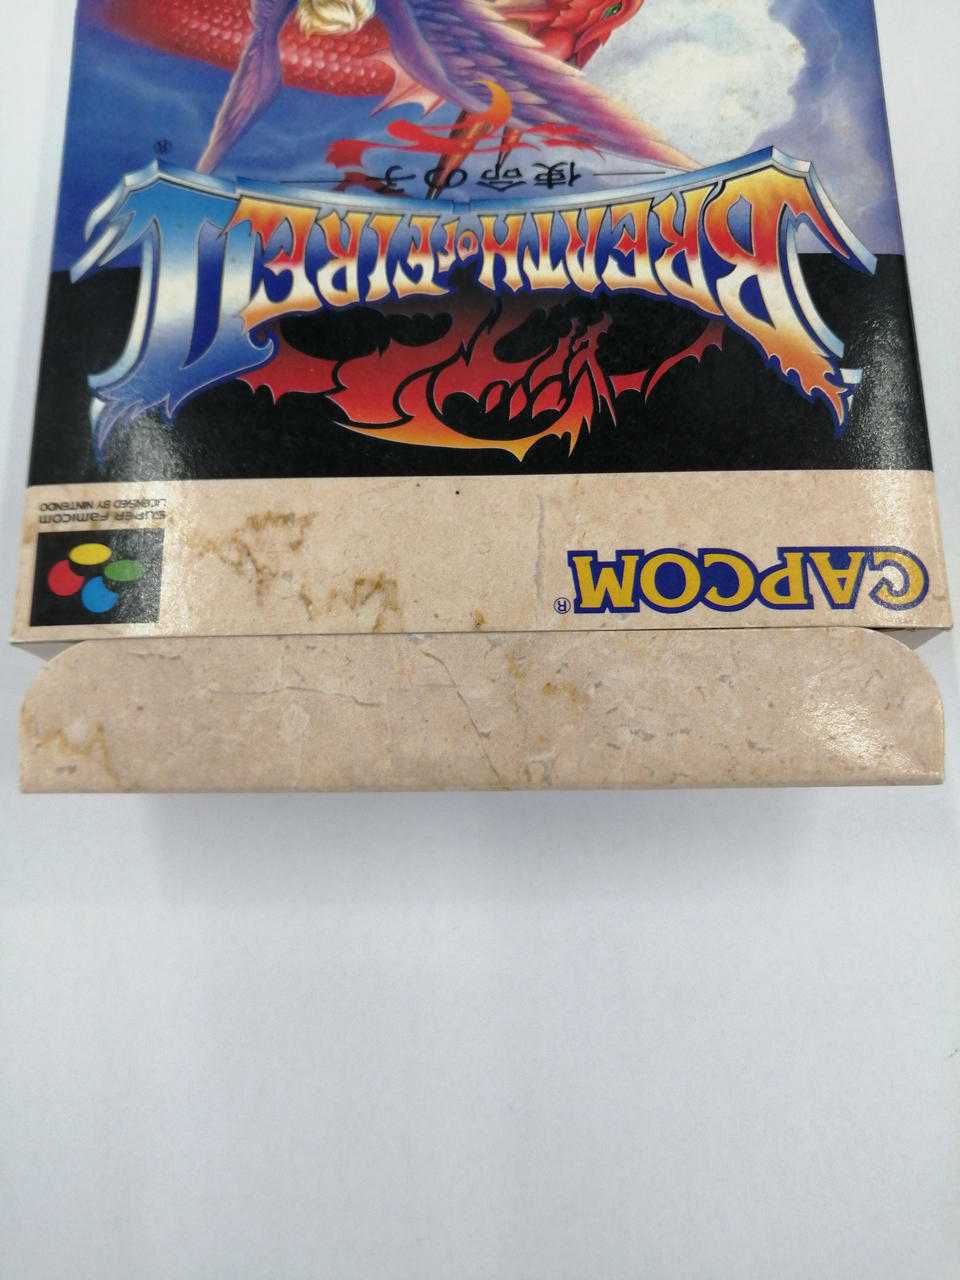 CAPCOM®
SUPER FAMICOM
LICENSED BY NINTENDO
BREATH OF FIRE II
使命の子
®